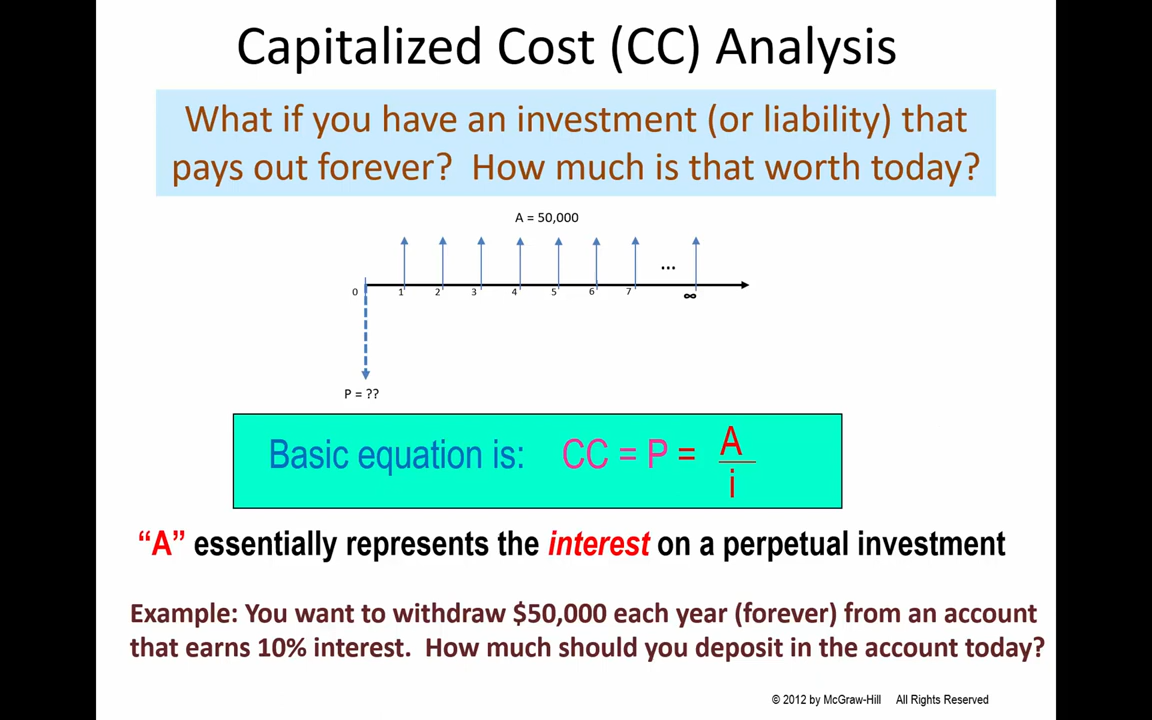 Capitalized Cost (CC) Analysis
What if you have an investment (or liability) that
pays out forever? How much is that worth today?
A = 50,000
...
0 1 2 3 4 5 6 7 ∞
P = ??
Basic equation is: CC = P = A
i
“A” essentially represents the interest on a perpetual investment
Example: You want to withdraw $50,000 each year (forever) from an account
that earns 10% interest. How much should you deposit in the account today?
© 2012 by McGraw-Hill All Rights Reserved